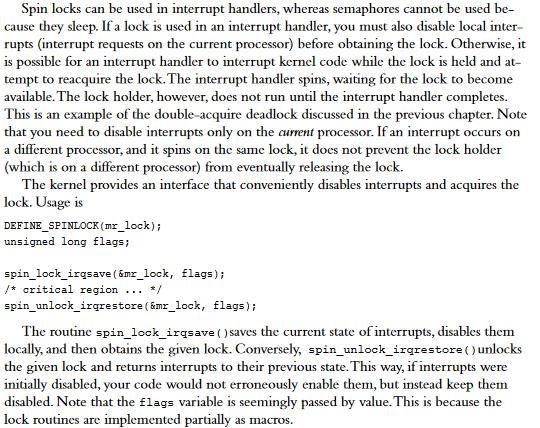 Spin locks can be used in interrupt handlers, whereas semaphores cannot be used be-
cause they sleep. If a lock is used in an interrupt handler, you must also disable local inter-
rupts (interrupt requests on the current processor) before obtaining the lock. Otherwise, it
is possible for an interrupt handler to interrupt kernel code while the lock is held and at-
tempt to reacquire the lock. The interrupt handler spins, waiting for the lock to become
available. The lock holder, however, does not run until the interrupt handler completes.
This is an example of the double-acquire deadlock discussed in the previous chapter. Note
that you need to disable interrupts only on the current processor. If an interrupt occurs on
a different processor, and it spins on the same lock, it does not prevent the lock holder
(which is on a different processor) from eventually releasing the lock.
The kernel provides an interface that conveniently disables interrupts and acquires the
lock. Usage is
DEFINE_SPINLOCK(mr_lock);
unsigned long flags;
spin_lock_irqsave(&mr_lock, flags);
/* critical region ... */
spin_unlock_irqrestore(&mr_lock, flags);
The routine spin_lock_irqsave()saves the current state of interrupts, disables them
locally, and then obtains the given lock. Conversely, spin_unlock_irqrestore()unlocks
the given lock and returns interrupts to their previous state. This way, if interrupts were
initially disabled, your code would not erroneously enable them, but instead keep them
disabled. Note that the flags variable is seemingly passed by value. This is because the
lock routines are implemented partially as macros.